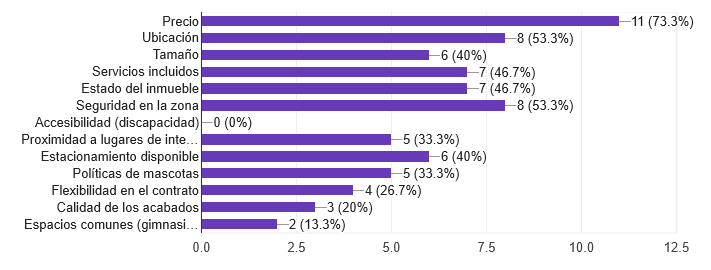 Precio 11 (73.3%)
Ubicación 8 (53.3%)
Tamaño 6 (40%)
Servicios incluidos 7 (46.7%)
Estado del inmueble 7 (46.7%)
Seguridad en la zona 8 (53.3%)
Accesibilidad (discapacidad) 0 (0%)
Proximidad a lugares de inte... 5 (33.3%)
Estacionamiento disponible 6 (40%)
Políticas de mascotas 5 (33.3%)
Flexibilidad en el contrato 4 (26.7%)
Calidad de los acabados 3 (20%)
Espacios comunes (gimnasi... 2 (13.3%)
0.0 2.5 5.0 7.5 10.0 12.5